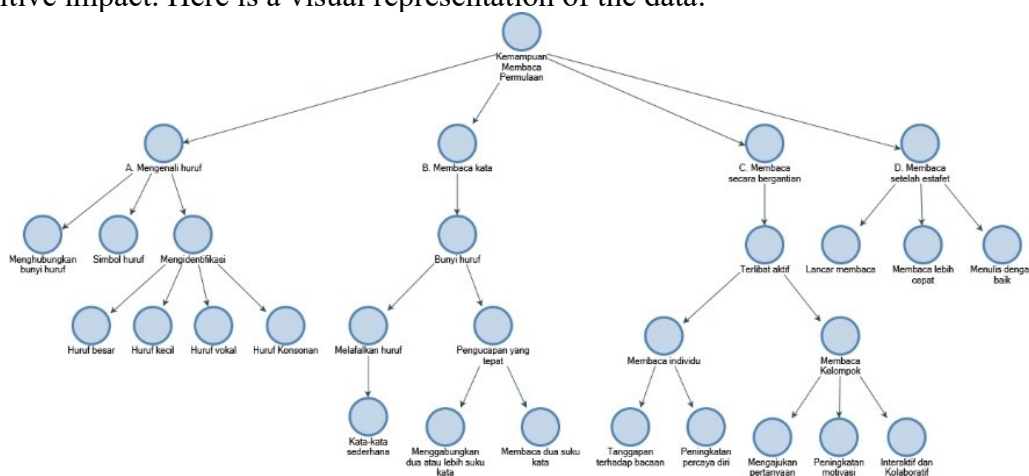 itive impact. Here is a visual representation of the data:
Kemampuan
Membaca
Permulaan
A. Mengenali huruf
B. Membaca kata
C. Membaca
secara bergantian
D. Membaca
setelah estafet
Menghubungkan
bunyi huruf
Simbol huruf
Mengidentifikasi
Bunyi huruf
Terlibat aktif
Lancar membaca
Membaca lebih
cepat
Menulis denga
baik
Huruf besar
Huruf kecil
Huruf vokal
Huruf Konsonan
Melafalkan huruf
Pengucapan yang
tepat
Membaca individu
Membaca
Kelompok
Kata-kata
sederhana
Menggabungkan
dua atau lebih suku
kata
Membaca dua suku
kata
Tanggapan
terhadap bacaan
Peningkatan
percaya diri
Mengajukan
pertanyaan
Peningkatan
motivasi
Interaktif dan
Kolaboratif